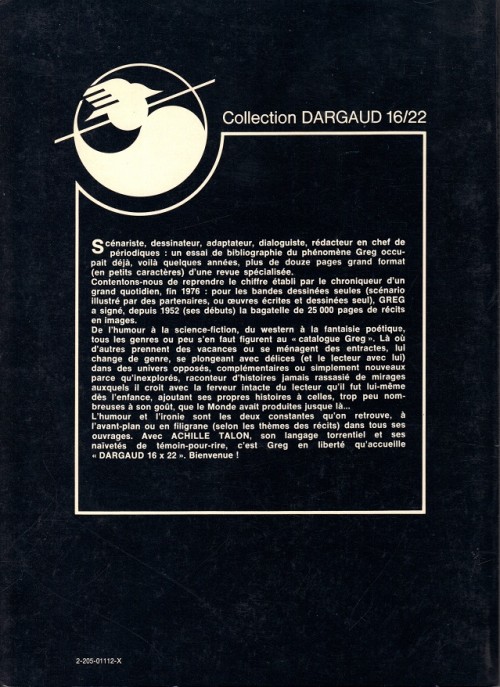 Collection DARGAUD 16/22
Scénariste, dessinateur, adaptateur, dialoguiste, rédacteur en chef de
périodiques : un essai de bibliographie du phénomène Greg occu-
pait déjà, voilà quelques années, plus de douze pages grand format
(en petits caractères) d'une revue spécialisée.
Contentons-nous de reprendre le chiffre établi par le chroniqueur d'un
grand quotidien, fin 1976 : pour les bandes dessinées seules (scénario
illustré par des partenaires, ou œuvres écrites et dessinées seul), GREG
a signé, depuis 1952 (ses débuts) la bagatelle de 25 000 pages de récits
en images.
De l'humour à la science-fiction, du western à la fantaisie poétique,
tous les genres ou peu s'en faut figurent au « catalogue Greg ». Là où
d'autres prennent des vacances ou se ménagent des entractes, lui
change de genre, se plongeant avec délices (et le lecteur avec lui)
dans des univers opposés, complémentaires ou simplement nouveaux
parce qu'inexplorés, raconteur d'histoires jamais rassasié de mirages
auxquels il croit avec la ferveur intacte du lecteur qu'il fut lui-même
dès l'enfance, ajoutant ses propres histoires à celles, trop peu nom-
breuses à son goût, que le Monde avait produites jusque là...
L'humour et l'ironie sont les deux constantes qu'on retrouve, à
l'avant-plan ou en filigrane (selon les thèmes des récits) dans tous ses
ouvrages. Avec ACHILLE TALON, son langage torrentiel et ses
naivetés de témoin-pour-rire, c'est Greg en liberté qu'accueille
« DARGAUD 16 x 22 ». Bienvenue !
2-205-01112-X